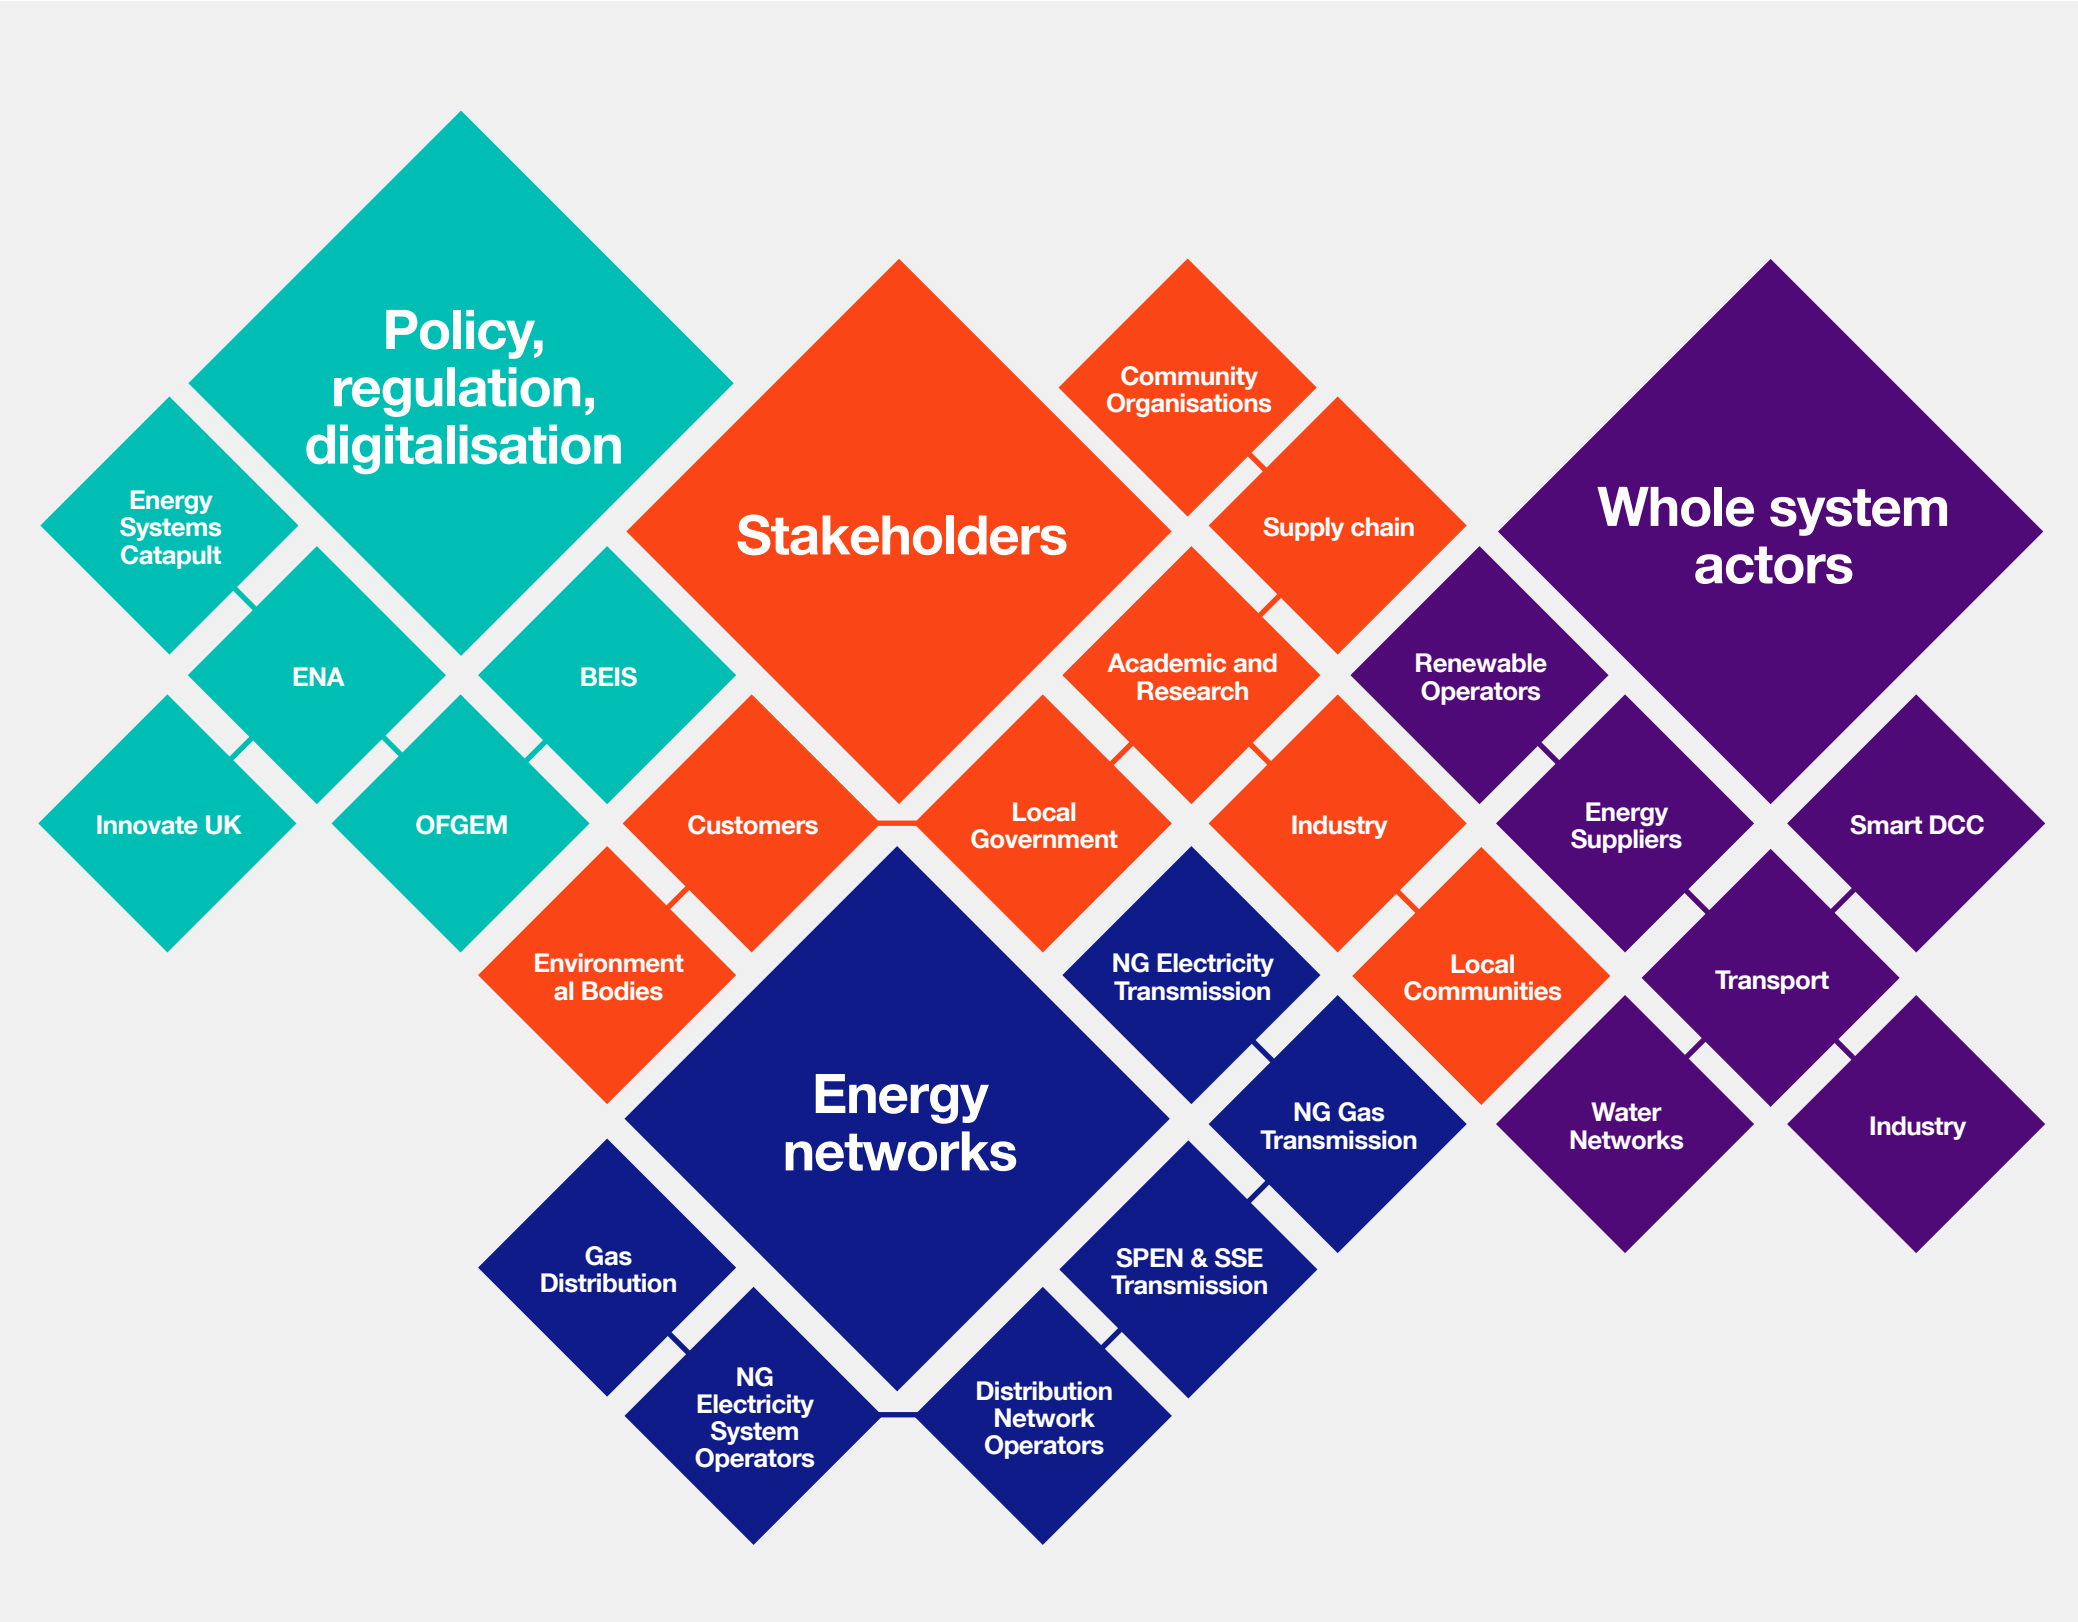 Policy,
regulation,
digitalisation
Energy
Systems
Catapult
ENA
BEIS
Innovate UK
OFGEM
Stakeholders
Community
Organisations
Supply chain
Academic and
Research
Customers
Local
Government
Industry
Environment
al Bodies
Local
Communities
Whole system
actors
Renewable
Operators
Energy
Suppliers
Smart DCC
Transport
Water
Networks
Industry
Energy
networks
NG Electricity
Transmission
NG Gas
Transmission
Gas
Distribution
SPEN & SSE
Transmission
NG
Electricity
System
Operators
Distribution
Network
Operators